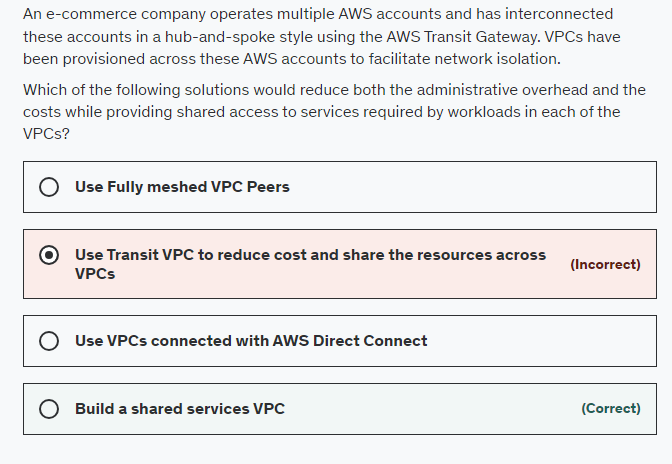 An e-commerce company operates multiple AWS accounts and has interconnected
these accounts in a hub-and-spoke style using the AWS Transit Gateway. VPCs have
been provisioned across these AWS accounts to facilitate network isolation.
Which of the following solutions would reduce both the administrative overhead and the
costs while providing shared access to services required by workloads in each of the
VPCs?
Use Fully meshed VPC Peers
Use Transit VPC to reduce cost and share the resources across
VPCs
(Incorrect)
Use VPCs connected with AWS Direct Connect
Build a shared services VPC
(Correct)